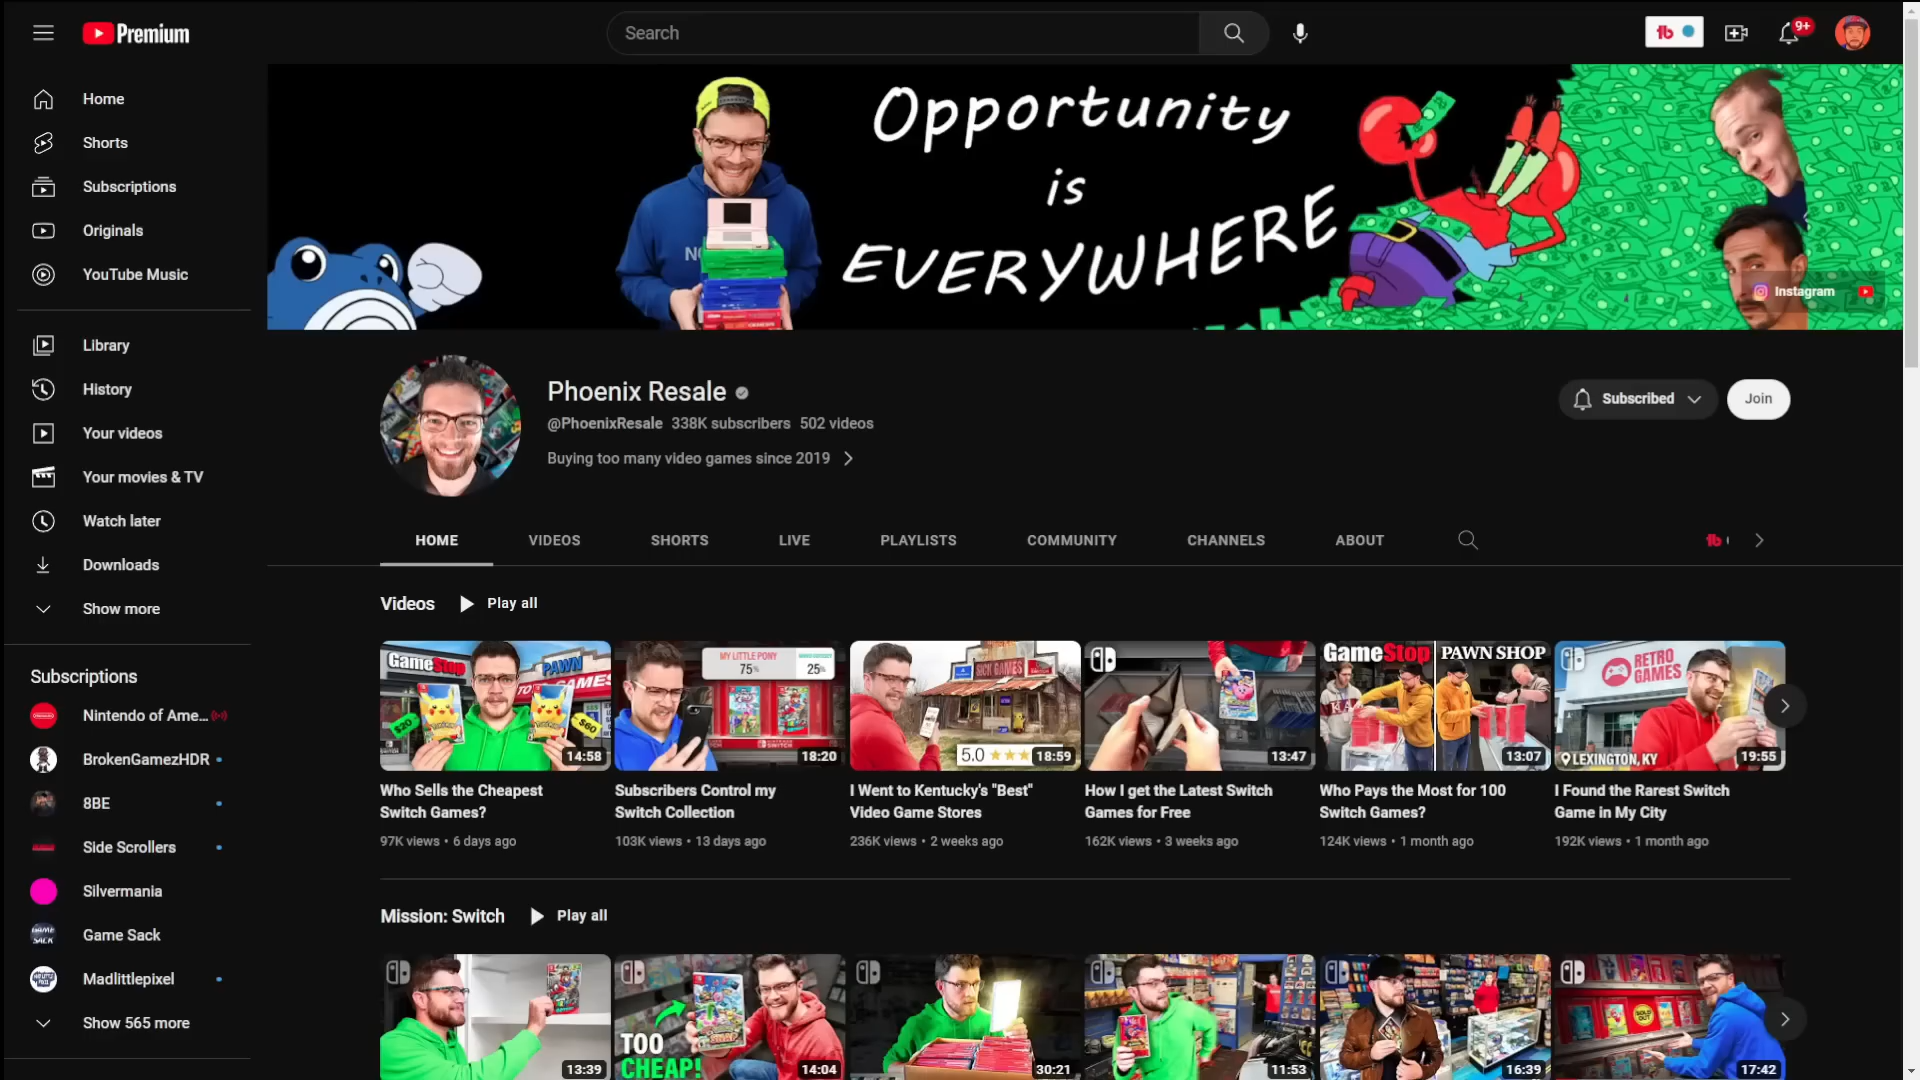 Premium
Search
9+
Home
Shorts
Subscriptions
Originals
YouTube Music
Library
History
Your videos
Your movies & TV
Watch later
Downloads
Show more
Subscriptions
Nintendo of Ame...
BrokenGamezHDR
8BE
Side Scrollers
Silvermania
Game Sack
Madlittlepixel
Show 565 more
Opportunity
is
EVERYWHERE
Instagram
Phoenix Resale
@PhoenixResale 338K subscribers 502 videos
Buying too many video games since 2019
Subscribed
Join
HOME
VIDEOS
SHORTS
LIVE
PLAYLISTS
COMMUNITY
CHANNELS
ABOUT
Videos
Play all
GameStop
PAWN
$20
$60
14:58
MY LITTLE PONY
75%
25%
18:20
SICK GAMES
5.0
18:59
13:47
GameStop
PAWN SHOP
13:07
RETRO
GAMES
LEXINGTON, KY
19:55
Who Sells the Cheapest
Switch Games?
97K views • 6 days ago
Subscribers Control my
Switch Collection
103K views • 13 days ago
I Went to Kentucky's "Best"
Video Game Stores
236K views • 2 weeks ago
How I get the Latest Switch
Games for Free
162K views • 3 weeks ago
Who Pays the Most for 100
Switch Games?
124K views • 1 month ago
I Found the Rarest Switch
Game in My City
192K views • 1 month ago
Mission: Switch
Play all
13:39
TOO
CHEAP!
14:04
30:21
11:53
16:39
SOLD
OUT
17:42